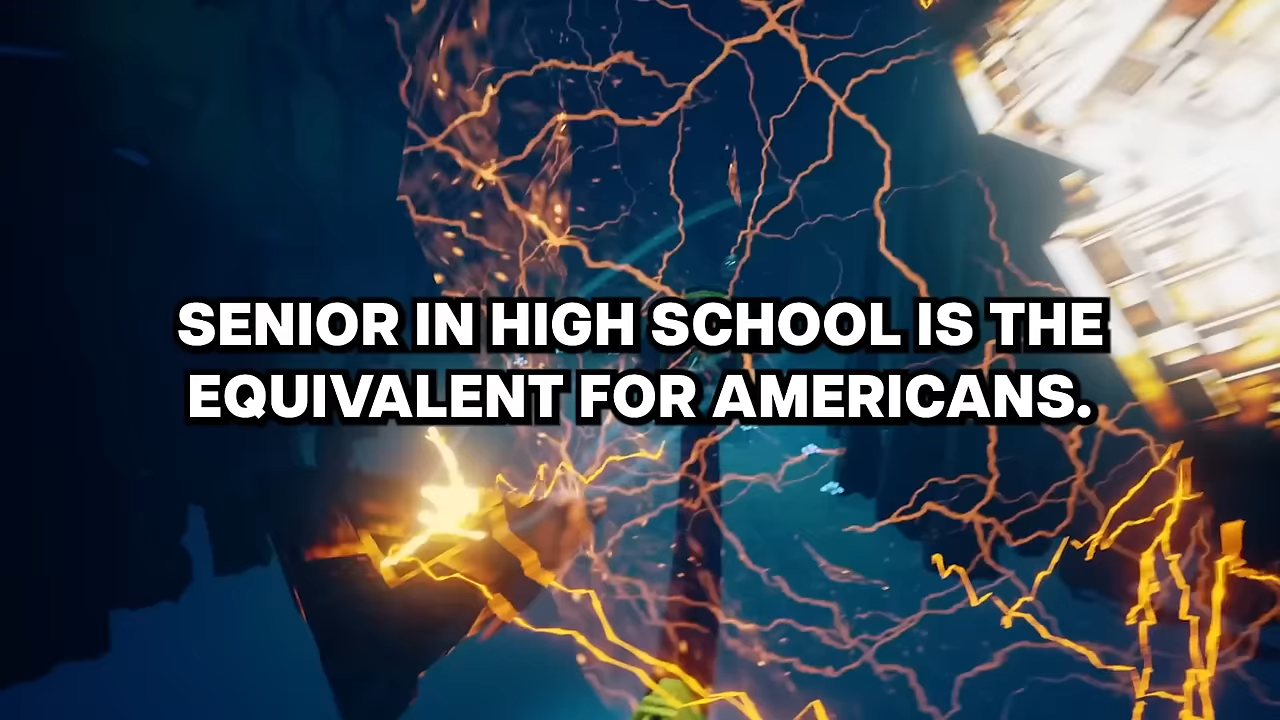 SENIOR IN HIGH SCHOOL IS THE
EQUIVALENT FOR AMERICANS.